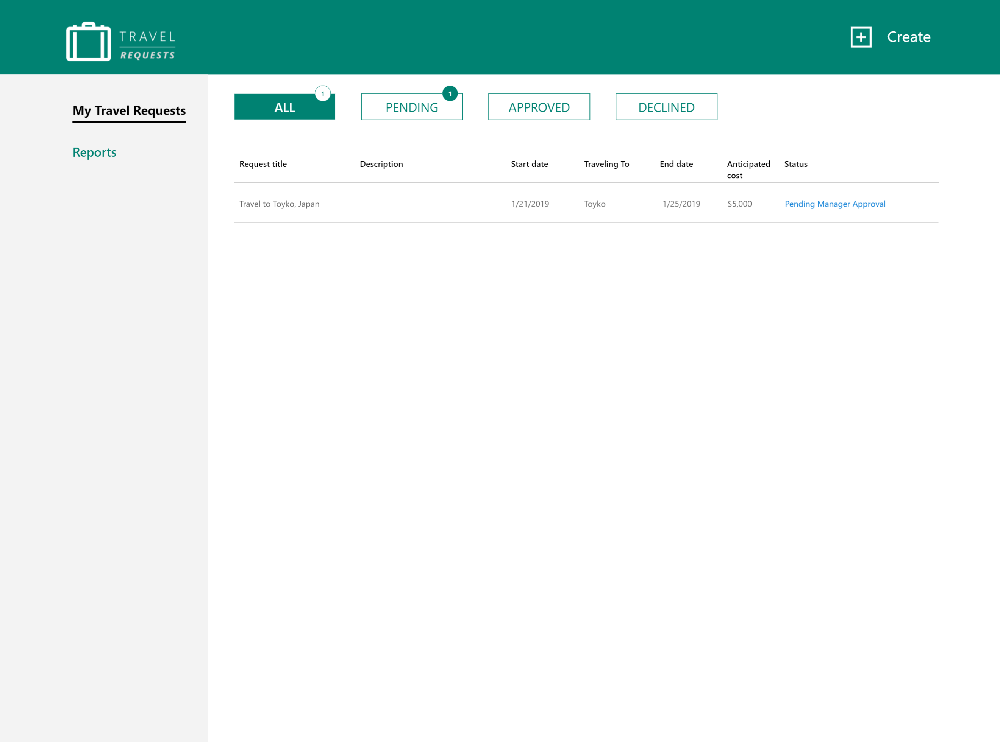 TRAVEL
REQUESTS
Create
My Travel Requests
Reports
ALL 1
PENDING 1
APPROVED
DECLINED
Request title Description Start date Traveling To End date Anticipated cost Status
Travel to Toyko, Japan 1/21/2019 Toyko 1/25/2019 $5,000 Pending Manager Approval